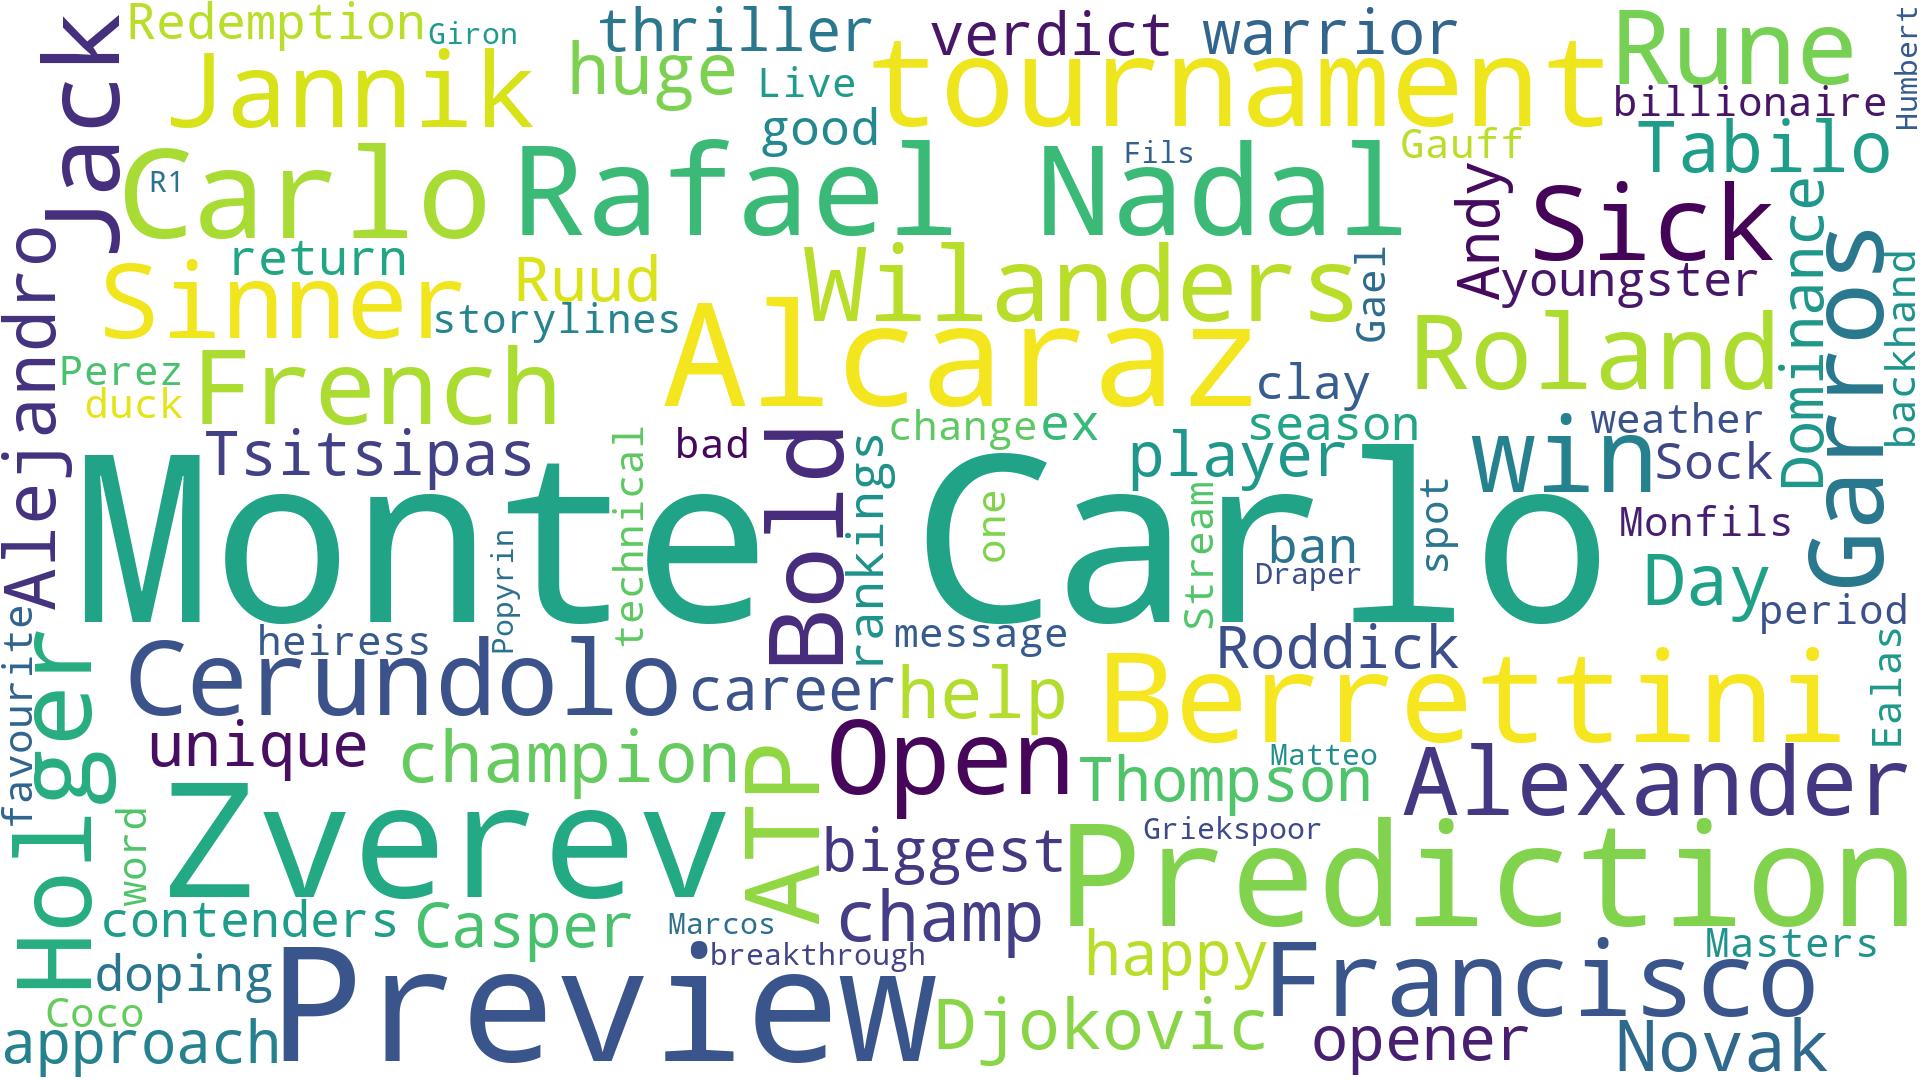 Redemption
Giron
thriller
verdict
warrior
Rune
Humbert
Jack
Jannik
huge
Live
tournament
billionaire
good
Carlo
R1
Rafael Nadal
Fils
Gauff
Tabilo
Andy
Sick
Dominance
return
Sinner
Ruud
storylines
Wilanders
Gael
youngster
Garros
backhand
Alejandro
Perez
duck
French
Alcaraz
clay
Roland
Tsitsipas
technical
bad
Bold
rankings
change
ex
season
player
win
weather
Sock
Monte Carlo
Popyrin
one
Stream
ban
Draper
spot
Monfils
Day
period
favourite
Holger
heiress
Cerundolo
message
career
help
Roddick
Berrettini
Ealas
unique
champion
ATP
Open
Matteo
Thompson
Alexander
word
Zverev
biggest
Griekspoor
Prediction
contenders
Casper
Marcos
champ
breakthrough
happy
Francisco
Masters
doping
Coco
approach
Preview
Djokovic
opener
Novak